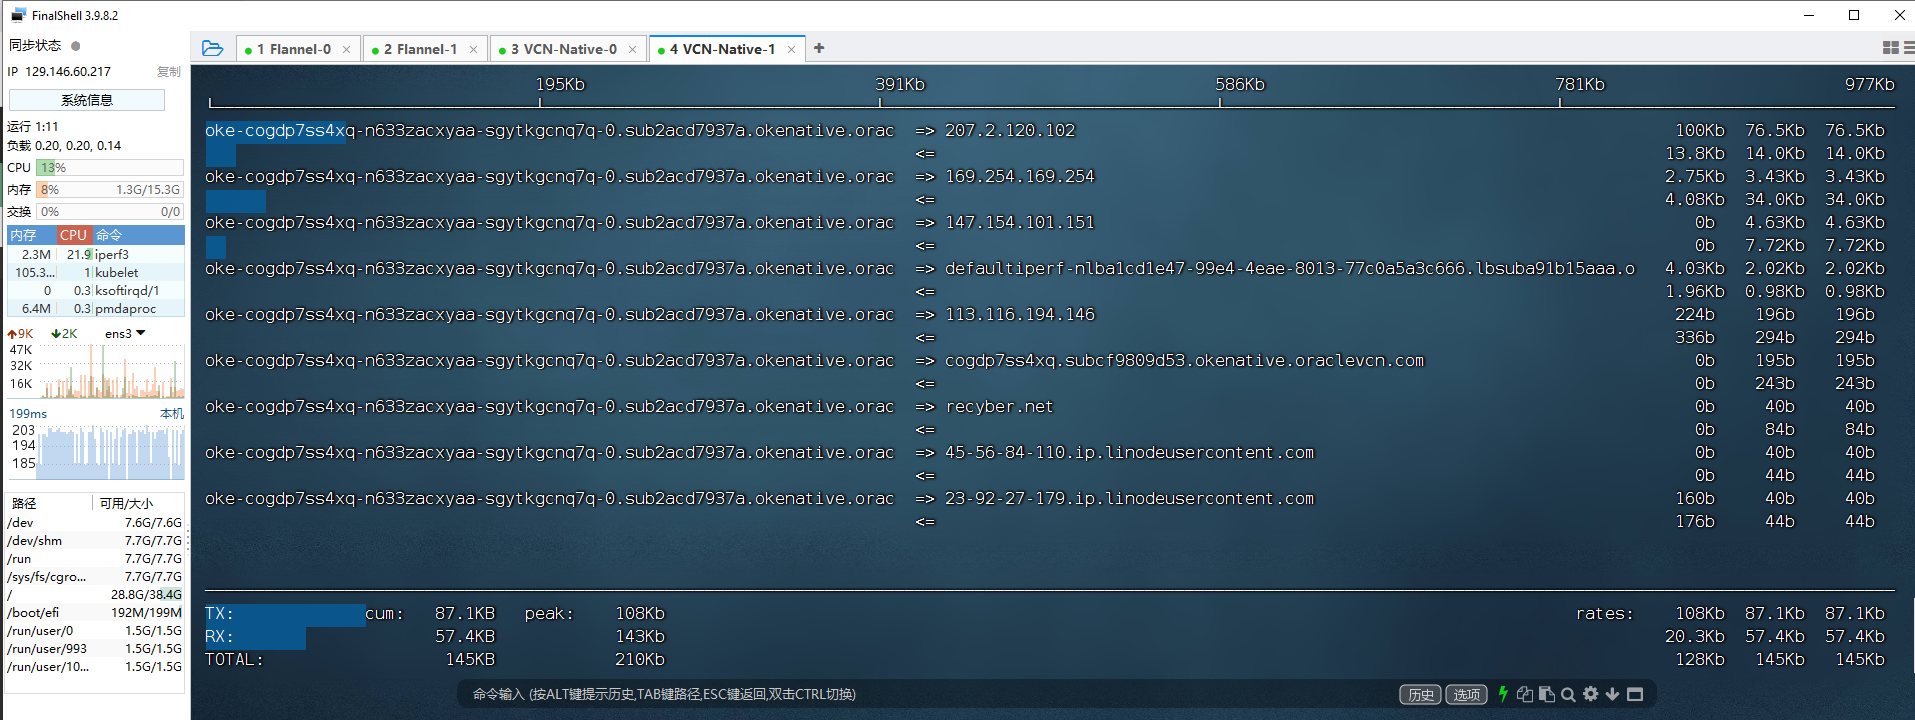 FinalShell 3.9.8.2
同步状态
IP 129.146.60.217 复制
系统信息
运行 1:11
负载 0.20, 0.20, 0.14
CPU 13%
内存 8% 1.3G/15.3G
交换 0% 0/0
内存 CPU 命令
2.3M 21.9 iperf3
105.3... 1 kubelet
0 0.3 ksoftirqd/1
6.4M 0.3 pmdaproc
9K 2K ens3
47K
32K
16K
199ms 本机
203
194
185
路径 可用/大小
/dev 7.6G/7.6G
/dev/shm 7.7G/7.7G
/run 7.7G/7.7G
/sys/fs/cgro... 7.7G/7.7G
/ 28.8G/38.4G
/boot/efi 192M/199M
/run/user/0 1.5G/1.5G
/run/user/993 1.5G/1.5G
/run/user/10... 1.5G/1.5G
1 Flannel-0 2 Flannel-1 3 VCN-Native-0 4 VCN-Native-1
195Kb 391Kb 586Kb 781Kb 977Kb
oke-cogdp7ss4xq-n633zacxyaa-sgytkgcnq7q-0.sub2acd7937a.okenative.orac => 207.2.120.102 100Kb 76.5Kb 76.5Kb
<= 13.8Kb 14.0Kb 14.0Kb
oke-cogdp7ss4xq-n633zacxyaa-sgytkgcnq7q-0.sub2acd7937a.okenative.orac => 169.254.169.254 2.75Kb 3.43Kb 3.43Kb
<= 4.08Kb 34.0Kb 34.0Kb
oke-cogdp7ss4xq-n633zacxyaa-sgytkgcnq7q-0.sub2acd7937a.okenative.orac => 147.154.101.151 0b 4.63Kb 4.63Kb
<= 0b 7.72Kb 7.72Kb
oke-cogdp7ss4xq-n633zacxyaa-sgytkgcnq7q-0.sub2acd7937a.okenative.orac => defaultiperf-nlba1cd1e47-99e4-4eae-8013-77c0a5a3c666.lbsuba91b15aaa.o 4.03Kb 2.02Kb 2.02Kb
<= 1.96Kb 0.98Kb 0.98Kb
oke-cogdp7ss4xq-n633zacxyaa-sgytkgcnq7q-0.sub2acd7937a.okenative.orac => 113.116.194.146 224b 196b 196b
<= 336b 294b 294b
oke-cogdp7ss4xq-n633zacxyaa-sgytkgcnq7q-0.sub2acd7937a.okenative.orac => cogdp7ss4xq.subcf9809d53.okenative.oraclevcn.com 0b 195b 195b
<= 0b 243b 243b
oke-cogdp7ss4xq-n633zacxyaa-sgytkgcnq7q-0.sub2acd7937a.okenative.orac => recyber.net 0b 40b 40b
<= 0b 84b 84b
oke-cogdp7ss4xq-n633zacxyaa-sgytkgcnq7q-0.sub2acd7937a.okenative.orac => 45-56-84-110.ip.linodeusercontent.com 0b 40b 40b
<= 0b 44b 44b
oke-cogdp7ss4xq-n633zacxyaa-sgytkgcnq7q-0.sub2acd7937a.okenative.orac => 23-92-27-179.ip.linodeusercontent.com 160b 40b 40b
<= 176b 44b 44b
TX: cum: 87.1KB peak: 108Kb rates: 108Kb 87.1Kb 87.1Kb
RX: 57.4KB 143Kb 20.3Kb 57.4Kb 57.4Kb
TOTAL: 145KB 210Kb 128Kb 145Kb 145Kb
命令输入 (按ALT键提示历史,TAB键路径,ESC键返回,双击CTRL切换) 历史 选项